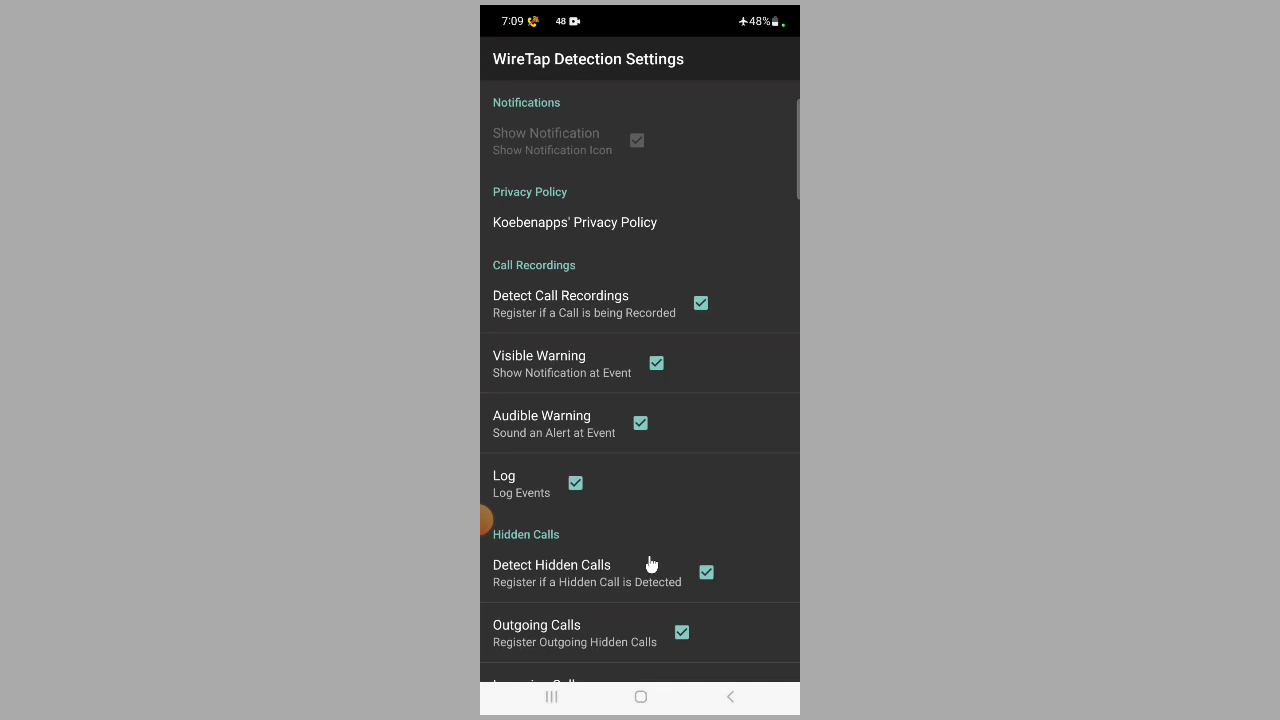 7:09 48 48%
WireTap Detection Settings
Notifications
Show Notification
Show Notification Icon
Privacy Policy
Koebenapps' Privacy Policy
Call Recordings
Detect Call Recordings
Register if a Call is being Recorded
Visible Warning
Show Notification at Event
Audible Warning
Sound an Alert at Event
Log
Log Events
Hidden Calls
Detect Hidden Calls
Register if a Hidden Call is Detected
Outgoing Calls
Register Outgoing Hidden Calls